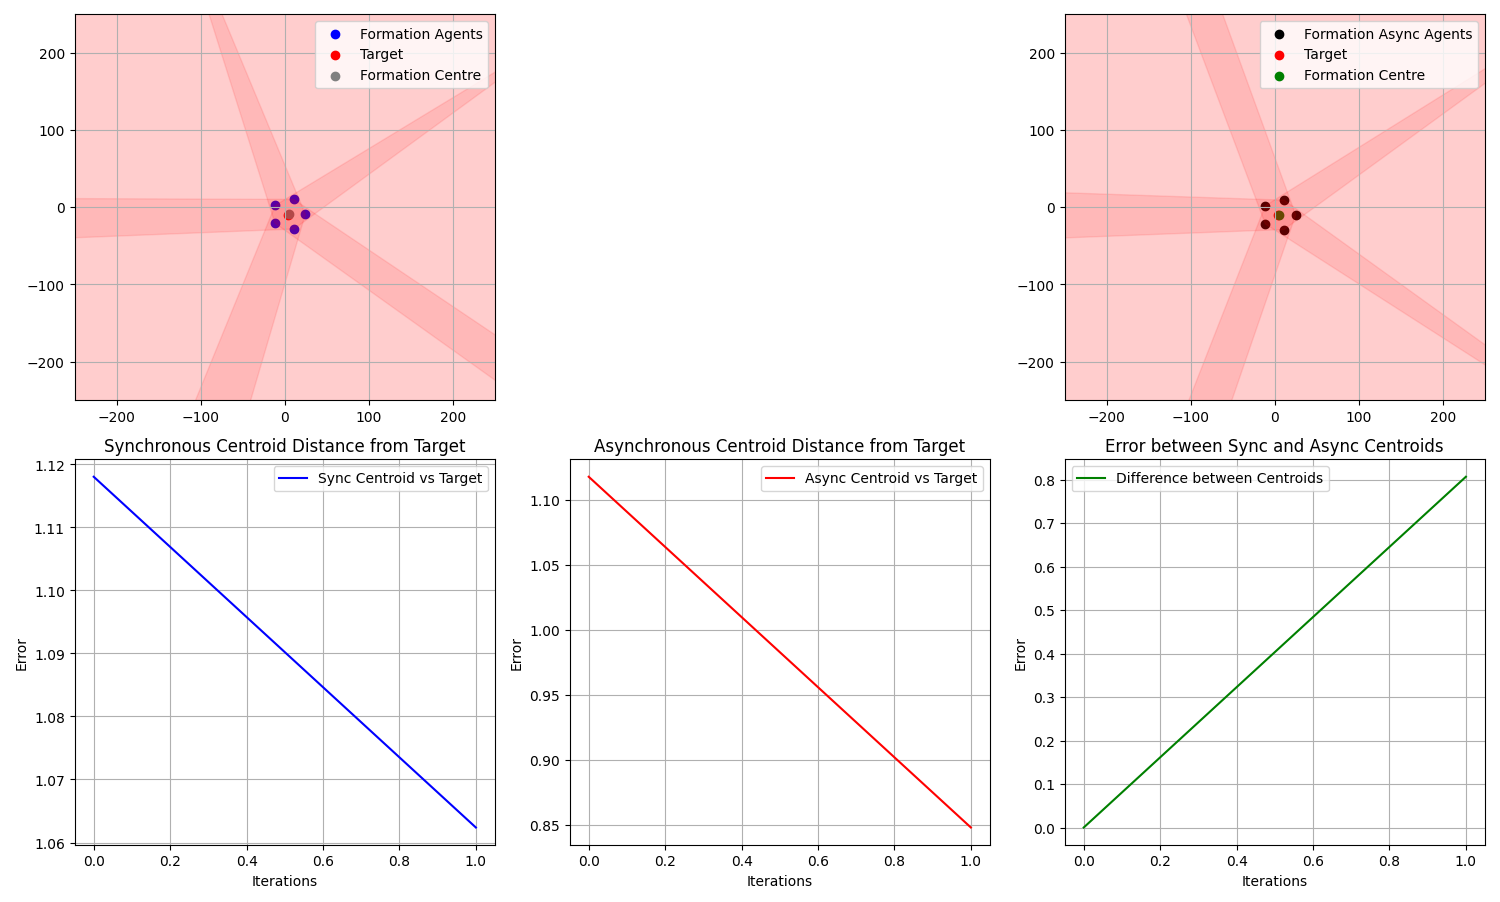 Formation Agents
Target
Formation Centre
200
100
0
−100
−200
−200 −100 0 100 200
Formation Async Agents
Target
Formation Centre
200
100
0
−100
−200
−200 −100 0 100 200
Synchronous Centroid Distance from Target
Sync Centroid vs Target
1.12
1.11
1.10
1.09
1.08
1.07
1.06
Error
0.0 0.2 0.4 0.6 0.8 1.0
Iterations
Asynchronous Centroid Distance from Target
Async Centroid vs Target
1.10
1.05
1.00
0.95
0.90
0.85
Error
0.0 0.2 0.4 0.6 0.8 1.0
Iterations
Error between Sync and Async Centroids
Difference between Centroids
0.8
0.7
0.6
0.5
0.4
0.3
0.2
0.1
0.0
Error
0.0 0.2 0.4 0.6 0.8 1.0
Iterations